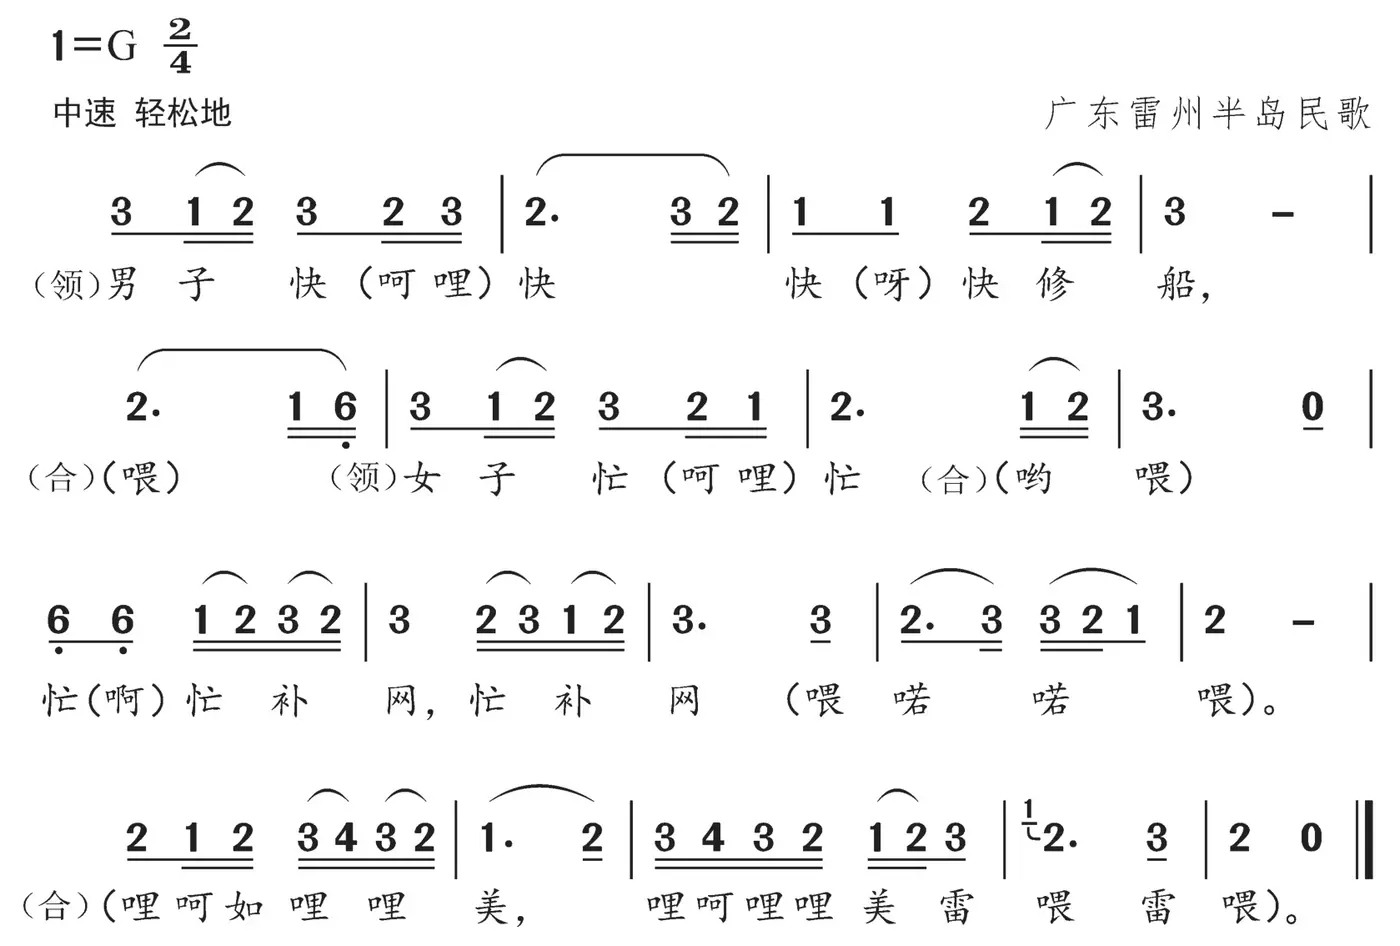 1=G 2/4
中速 轻松地
广东雷州半岛民歌
3 1 2 3 2 3 | 2. 3 2 | 1 1 2 1 2 | 3 - |
(领)男子 快(呵哩)快 快(呀)快修 船,
2. 1 6 | 3 1 2 3 2 1 | 2. 1 2 | 3. 0 |
(合)(喂) (领)女子 忙(呵哩)忙 (合)(哟 喂)
6 6 1 2 3 2 | 3 2 3 1 2 | 3. 3 | 2. 3 3 2 1 | 2 - |
忙(啊)忙补 网,忙补 网 (喂 喏 喏 喂)。
2 1 2 3 4 3 2 | 1. 2 | 3 4 3 2 1 2 3 | 1 2. 3 | 2 0 ‖
(合)(哩呵如哩哩 美, 哩呵哩哩美雷 喂雷 喂)。